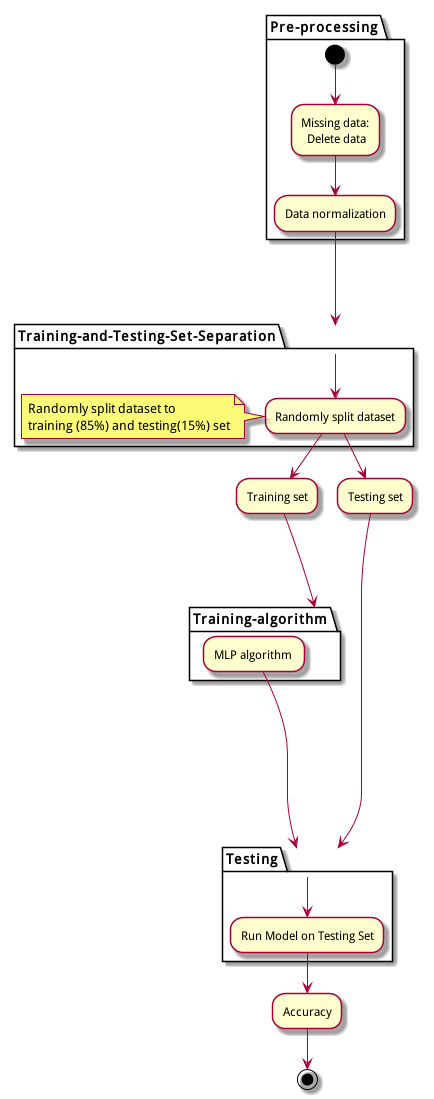 Pre-processing
Missing data:
Delete data
Data normalization
Training-and-Testing-Set-Separation
Randomly split dataset to
training (85%) and testing(15%) set
Randomly split dataset
Training set
Testing set
Training-algorithm
MLP algorithm
Testing
Run Model on Testing Set
Accuracy